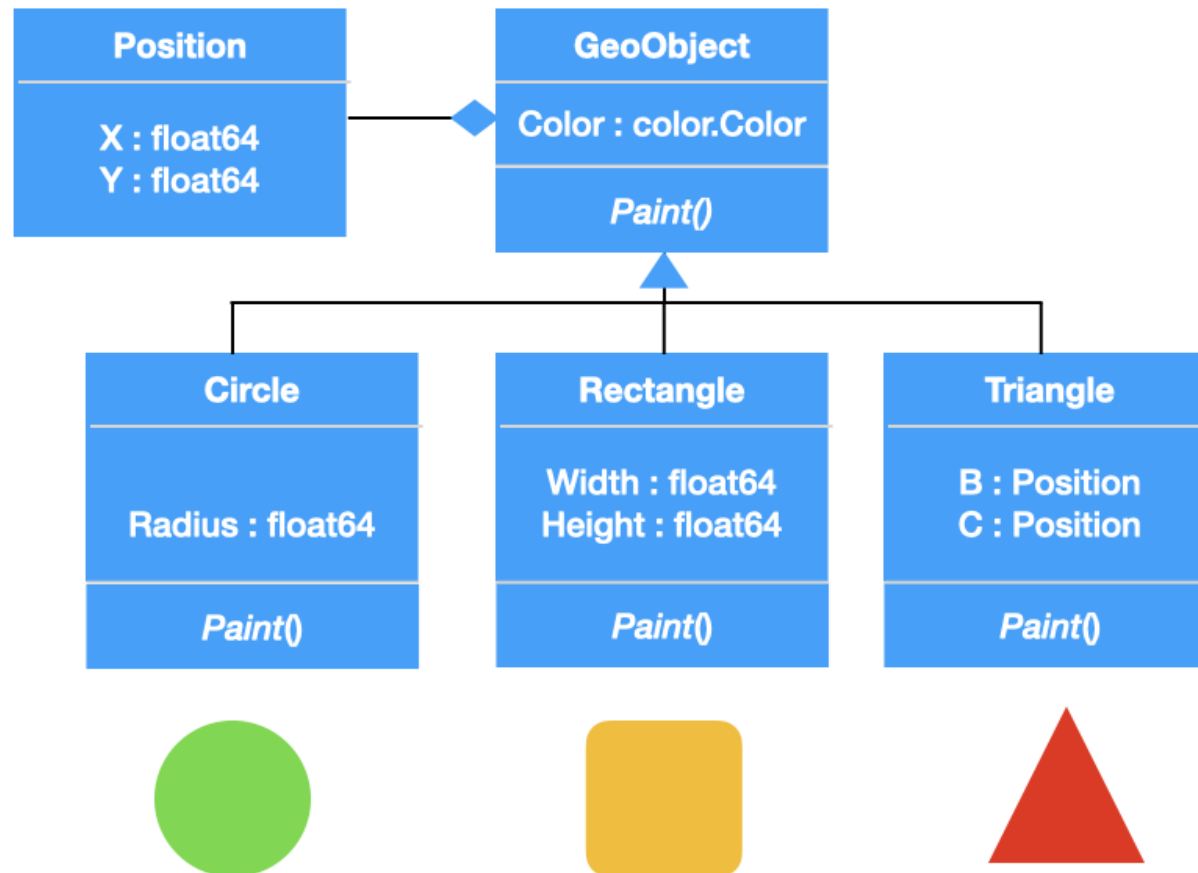 Position
X : float64
Y : float64
GeoObject
Color : color.Color
Paint()
Circle
Radius : float64
Paint()
Rectangle
Width : float64
Height : float64
Paint()
Triangle
B : Position
C : Position
Paint()